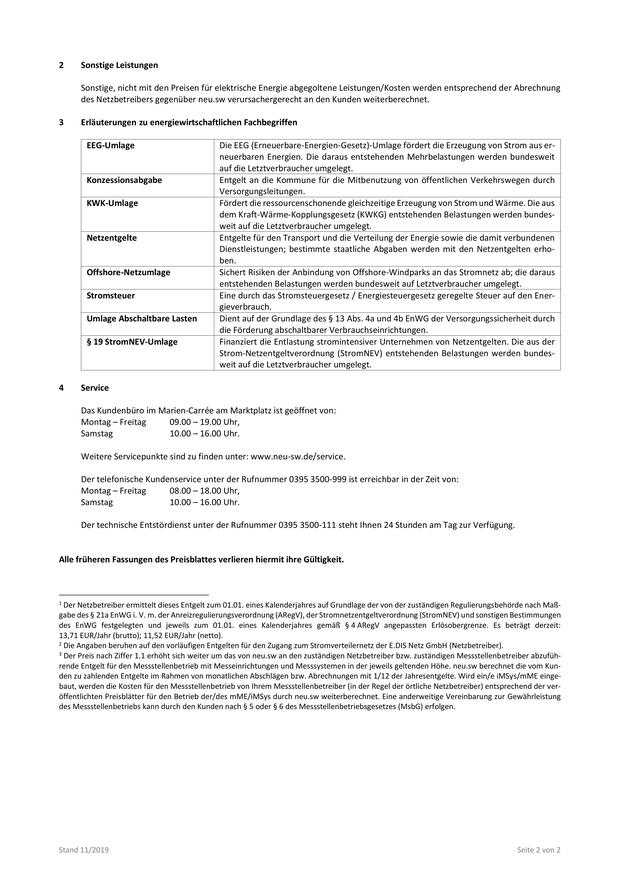 2 Sonstige Leistungen
Sonstige, nicht mit den Preisen für elektrische Energie abgegoltene Leistungen/Kosten werden entsprechend der Abrechnung
des Netzbetreibers gegenüber neu.sw verursachergerecht an den Kunden weiterberechnet.
3 Erläuterungen zu energiewirtschaftlichen Fachbegriffen
EEG-Umlage Die EEG (Erneuerbare-Energien-Gesetz)-Umlage fördert die Erzeugung von Strom aus er-
neuerbaren Energien. Die daraus entstehenden Mehrbelastungen werden bundesweit
auf die Letztverbraucher umgelegt.
Konzessionsabgabe Entgelt an die Kommune für die Mitbenutzung von öffentlichen Verkehrswegen durch
Versorgungsleitungen.
KWK-Umlage Fördert die ressourcenschonende gleichzeitige Erzeugung von Strom und Wärme. Die aus
dem Kraft-Wärme-Kopplungsgesetz (KWKG) entstehenden Belastungen werden bundes-
weit auf die Letztverbraucher umgelegt.
Netzentgelte Entgelte für den Transport und die Verteilung der Energie sowie die damit verbundenen
Dienstleistungen; bestimmte staatliche Abgaben werden mit den Netzentgelten erho-
ben.
Offshore-Netzumlage Sichert Risiken der Anbindung von Offshore-Windparks an das Stromnetz ab; die daraus
entstehenden Belastungen werden bundesweit auf Letztverbraucher umgelegt.
Stromsteuer Eine durch das Stromsteuergesetz / Energiesteuergesetz geregelte Steuer auf den Ener-
gieverbrauch.
Umlage Abschaltbare Lasten Dient auf der Grundlage des § 13 Abs. 4a und 4b EnWG der Versorgungssicherheit durch
die Förderung abschaltbarer Verbrauchseinrichtungen.
§ 19 StromNEV-Umlage Finanziert die Entlastung stromintensiver Unternehmen von Netzentgelten. Die aus der
Strom-Netzentgeltverordnung (StromNEV) entstehenden Belastungen werden bundes-
weit auf die Letztverbraucher umgelegt.
4 Service
Das Kundenbüro im Marien-Carrée am Marktplatz ist geöffnet von:
Montag – Freitag 09.00 – 19.00 Uhr,
Samstag 10.00 – 16.00 Uhr.
Weitere Servicepunkte sind zu finden unter: www.neu-sw.de/service.
Der telefonische Kundenservice unter der Rufnummer 0395 3500-999 ist erreichbar in der Zeit von:
Montag – Freitag 08.00 – 18.00 Uhr,
Samstag 10.00 – 16.00 Uhr.
Der technische Entstördienst unter der Rufnummer 0395 3500-111 steht Ihnen 24 Stunden am Tag zur Verfügung.
Alle früheren Fassungen des Preisblattes verlieren hiermit ihre Gültigkeit.
¹ Der Netzbetreiber ermittelt dieses Entgelt zum 01.01. eines Kalenderjahres auf Grundlage der von der zuständigen Regulierungsbehörde nach Maß-
gabe des § 21a EnWG i. V. m. der Anreizregulierungsverordnung (ARegV), der Stromnetzentgeltverordnung (StromNEV) und sonstigen Bestimmungen
des EnWG festgelegten und jeweils zum 01.01. eines Kalenderjahres gemäß § 4 ARegV angepassten Erlösobergrenze. Es beträgt derzeit:
13,71 EUR/Jahr (brutto); 11,52 EUR/Jahr (netto).
² Die Angaben beruhen auf den vorläufigen Entgelten für den Zugang zum Stromverteilernetz der E.DIS Netz GmbH (Netzbetreiber).
³ Der Preis nach Ziffer 1.1 erhöht sich weiter um das von neu.sw an den zuständigen Netzbetreiber bzw. zuständigen Messstellenbetreiber abzufüh-
rende Entgelt für den Messstellenbetrieb mit Messeinrichtungen und Messsystemen in der jeweils geltenden Höhe. neu.sw berechnet die vom Kun-
den zu zahlenden Entgelte im Rahmen von monatlichen Abschlägen bzw. Abrechnungen mit 1/12 der Jahresentgelte. Wird ein/e iMSys/mME einge-
baut, werden die Kosten für den Messstellenbetrieb von Ihrem Messstellenbetreiber (in der Regel der örtliche Netzbetreiber) entsprechend der ver-
öffentlichten Preisblätter für den Betrieb der/des mME/iMSys durch neu.sw weiterberechnet. Eine anderweitige Vereinbarung zur Gewährleistung
des Messstellenbetriebs kann durch den Kunden nach § 5 oder § 6 des Messstellenbetriebsgesetzes (MsbG) erfolgen.
Stand 11/2019 Seite 2 von 2